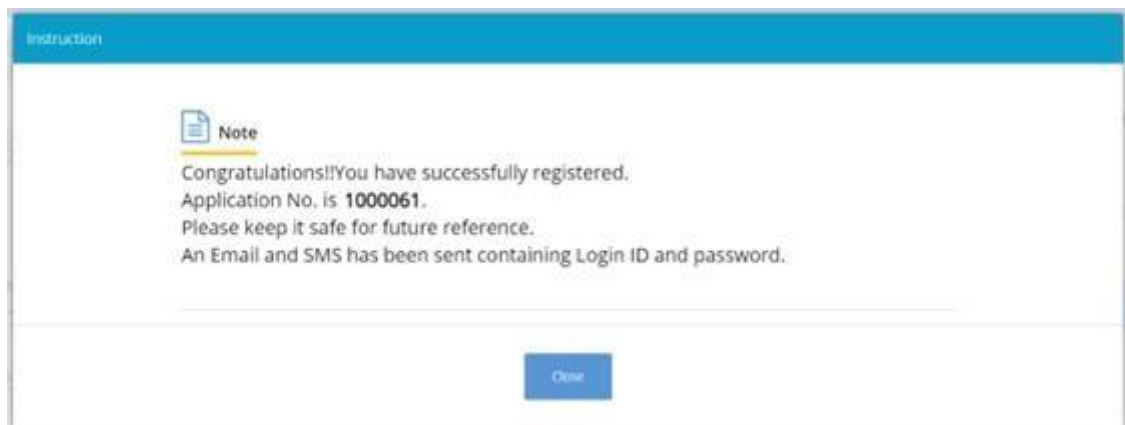 Instruction
Note
Congratulations!!You have successfully registered.
Application No. is 1000061.
Please keep it safe for future reference.
An Email and SMS has been sent containing Login ID and password.
Close